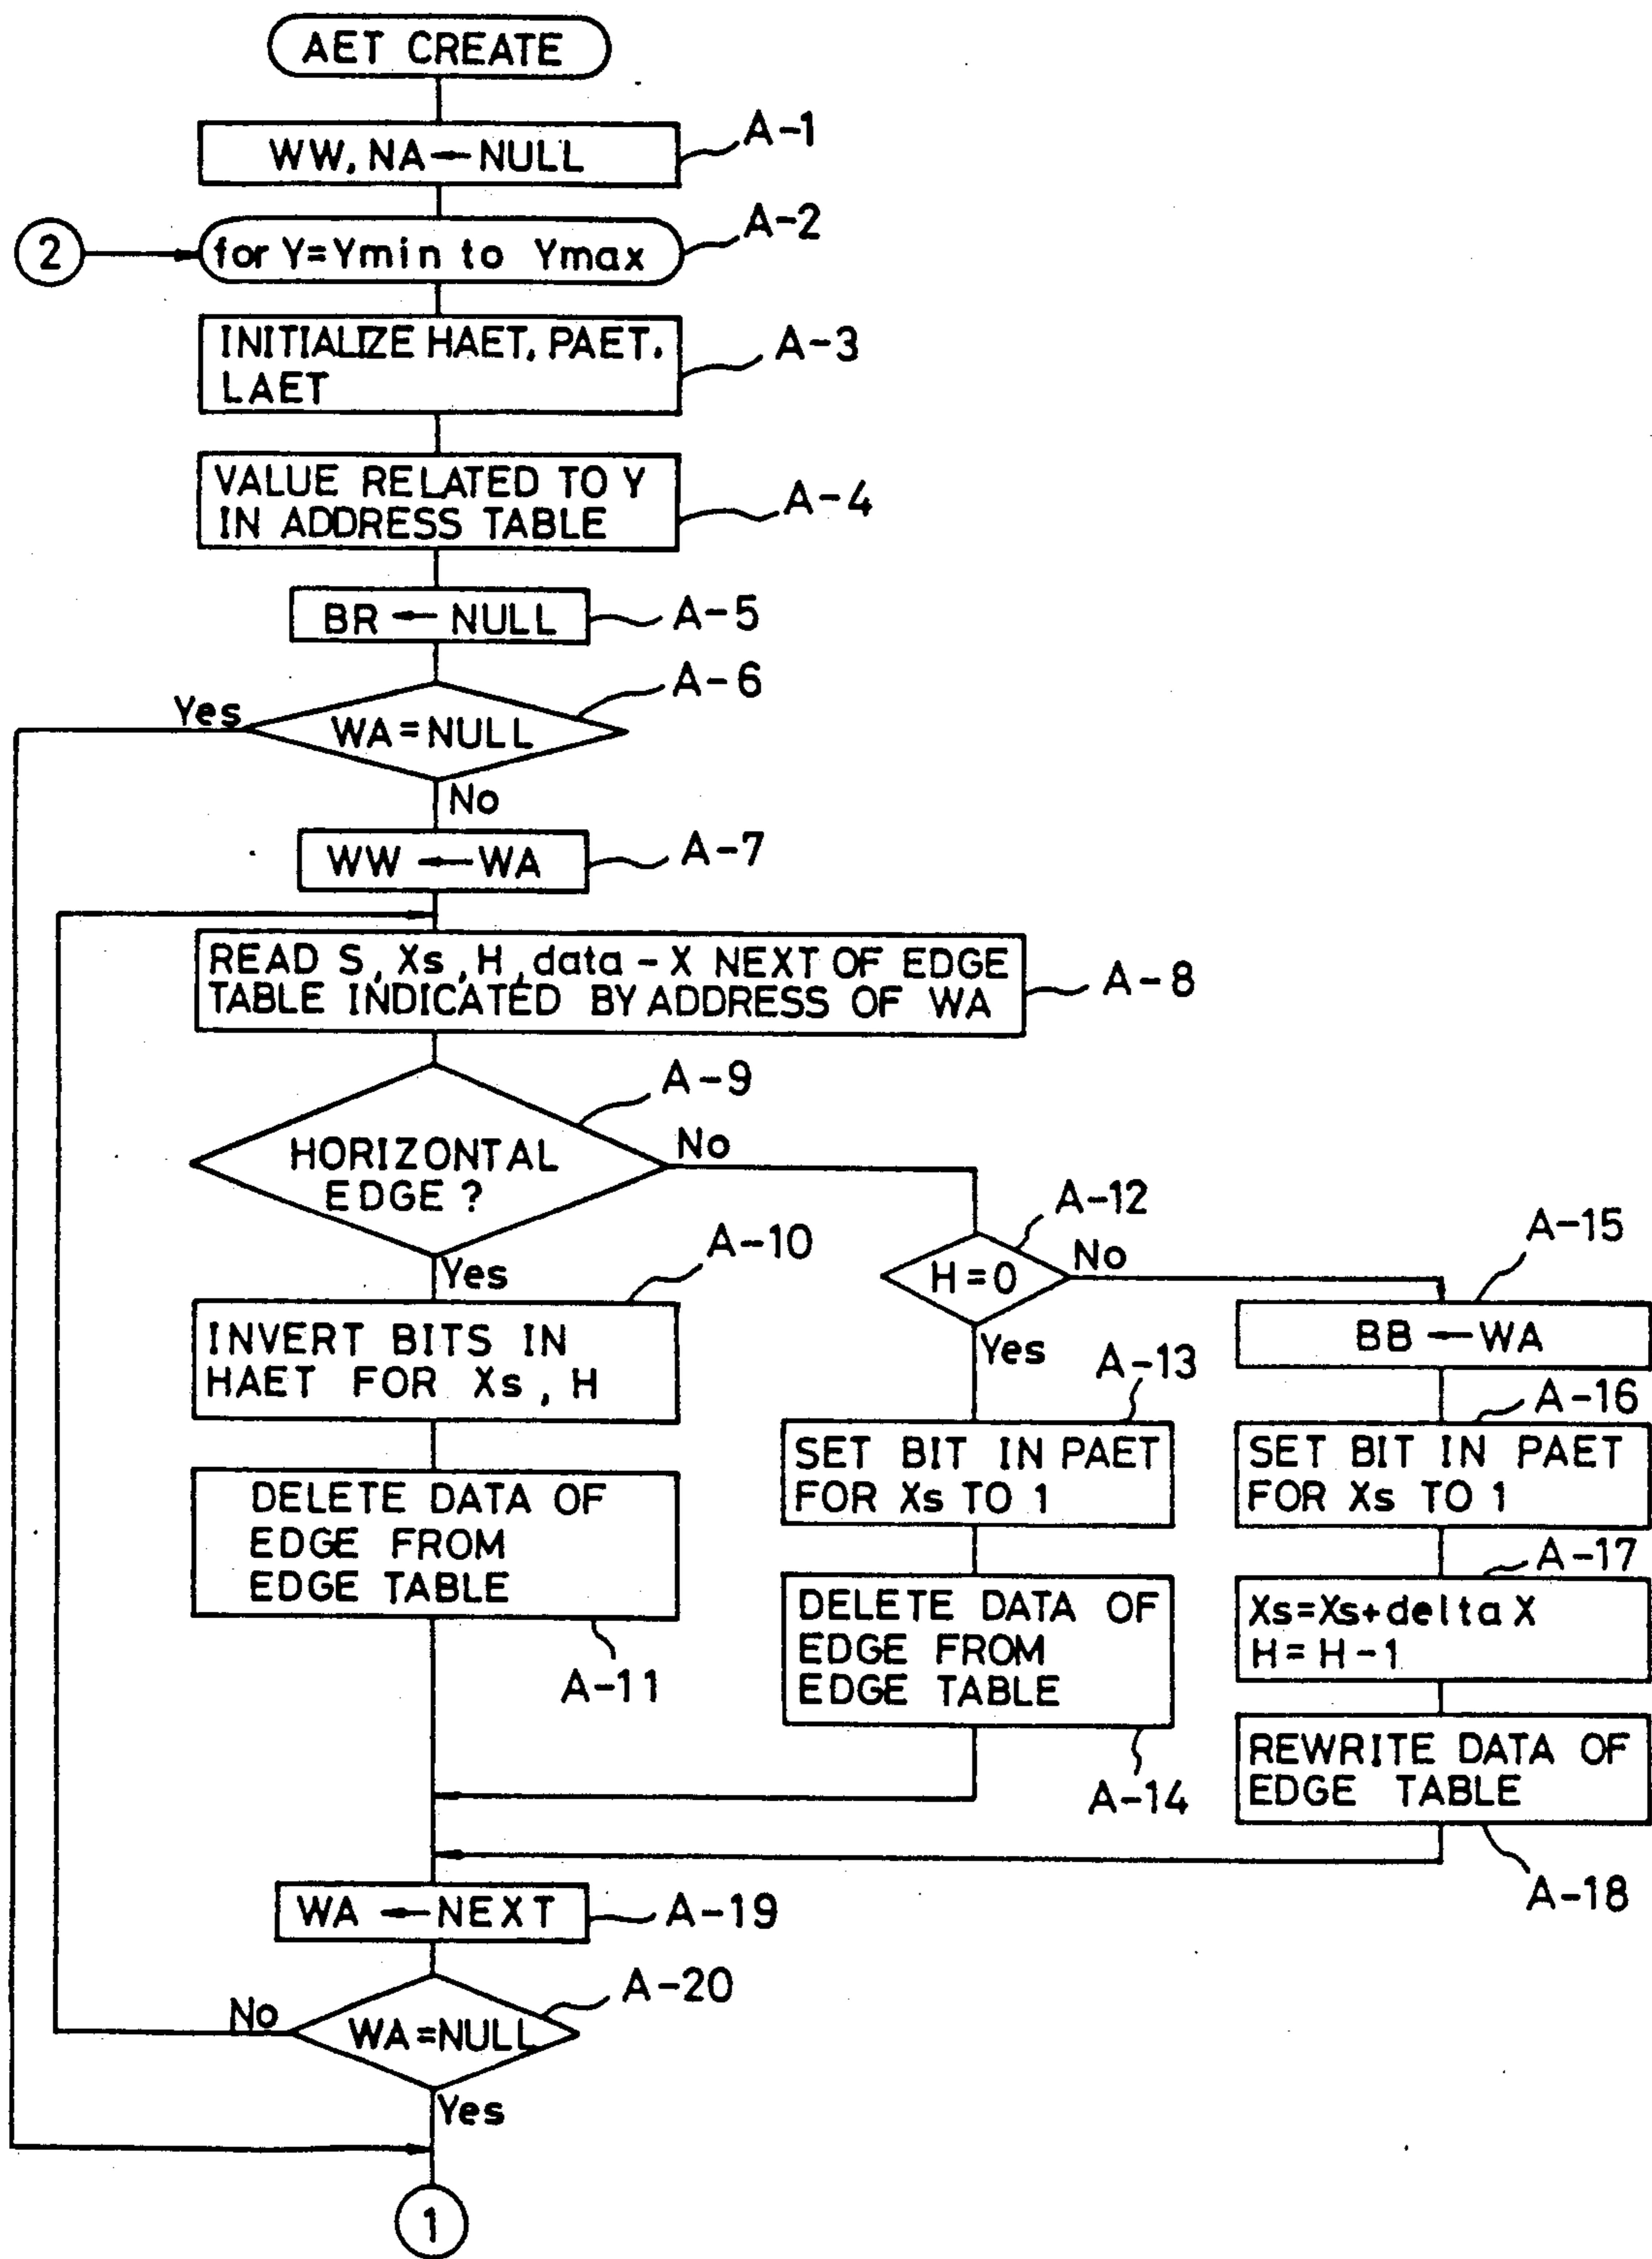 AET CREATE
WW, NA ← NULL
A-1
2
for Y=Ymin to Ymax
A-2
INITIALIZE HAET, PAET.
LAET
A-3
VALUE RELATED TO Y
IN ADDRESS TABLE
A-4
BR ← NULL
A-5
A-6
Yes
WA=NULL
No
WW ← WA
A-7
READ S, Xs, H, data-X NEXT OF EDGE
TABLE INDICATED BY ADDRESS OF WA
A-8
A-9
HORIZONTAL
EDGE?
No
Yes
A-10
INVERT BITS IN
HAET FOR Xs, H
DELETE DATA OF
EDGE FROM
EDGE TABLE
A-11
A-12
H=0
No
Yes
A-13
SET BIT IN PAET
FOR Xs TO 1
DELETE DATA OF
EDGE FROM
EDGE TABLE
A-14
A-15
BB ← WA
A-16
SET BIT IN PAET
FOR Xs TO 1
A-17
Xs=Xs+delta X
H=H-1
REWRITE DATA OF
EDGE TABLE
A-18
WA ← NEXT
A-19
A-20
No
WA=NULL
Yes
1